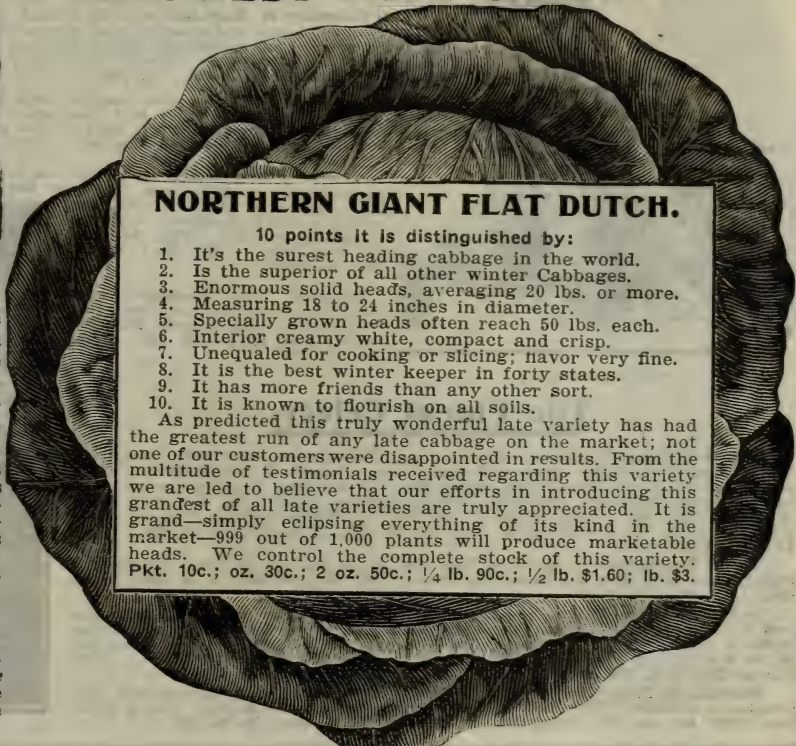 NORTHERN GIANT FLAT DUTCH.
10 points it is distinguished by:
1. It's the surest heading cabbage in the world.
2. Is the superior of all other winter Cabbages.
3. Enormous solid heads, averaging 20 lbs. or more.
4. Measuring 18 to 24 inches in diameter.
5. Specially grown heads often reach 50 lbs. each.
6. Interior creamy white, compact and crisp.
7. Unequaled for cooking or slicing; flavor very fine.
8. It is the best winter keeper in forty states.
9. It has more friends than any other sort.
10. It is known to flourish on all soils.
As predicted this truly wonderful late variety has had
the greatest run of any late cabbage on the market; not
one of our customers were disappointed in results. From the
multitude of testimonials received regarding this variety
we are led to believe that our efforts in introducing this
grandest of all late varieties are truly appreciated. It is
grand—simply eclipsing everything of its kind in the
market—999 out of 1,000 plants will produce marketable
heads. We control the complete stock of this variety.
Pkt. 10c.; oz. 30c.; 2 oz. 50c.; ¼ lb. 90c.; ½ lb. $1.60; lb. $3.